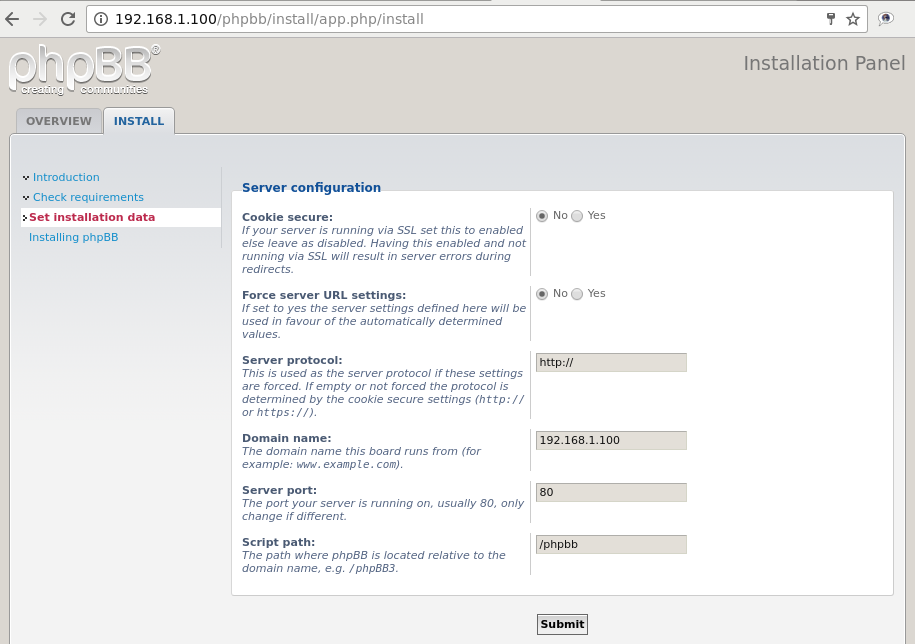 192.168.1.100/phpbb/install/app.php/install
phpBB®
creating communities
Installation Panel
OVERVIEW
INSTALL
Introduction
Check requirements
Set installation data
Installing phpBB
Server configuration
Cookie secure:
If your server is running via SSL set this to enabled
else leave as disabled. Having this enabled and not
running via SSL will result in server errors during
redirects.
No Yes
Force server URL settings:
If set to yes the server settings defined here will be
used in favour of the automatically determined
values.
No Yes
Server protocol:
This is used as the server protocol if these settings
are forced. If empty or not forced the protocol is
determined by the cookie secure settings (http://
or https://).
http://
Domain name:
The domain name this board runs from (for
example: www.example.com).
192.168.1.100
Server port:
The port your server is running on, usually 80, only
change if different.
80
Script path:
The path where phpBB is located relative to the
domain name, e.g. /phpBB3.
/phpbb
Submit